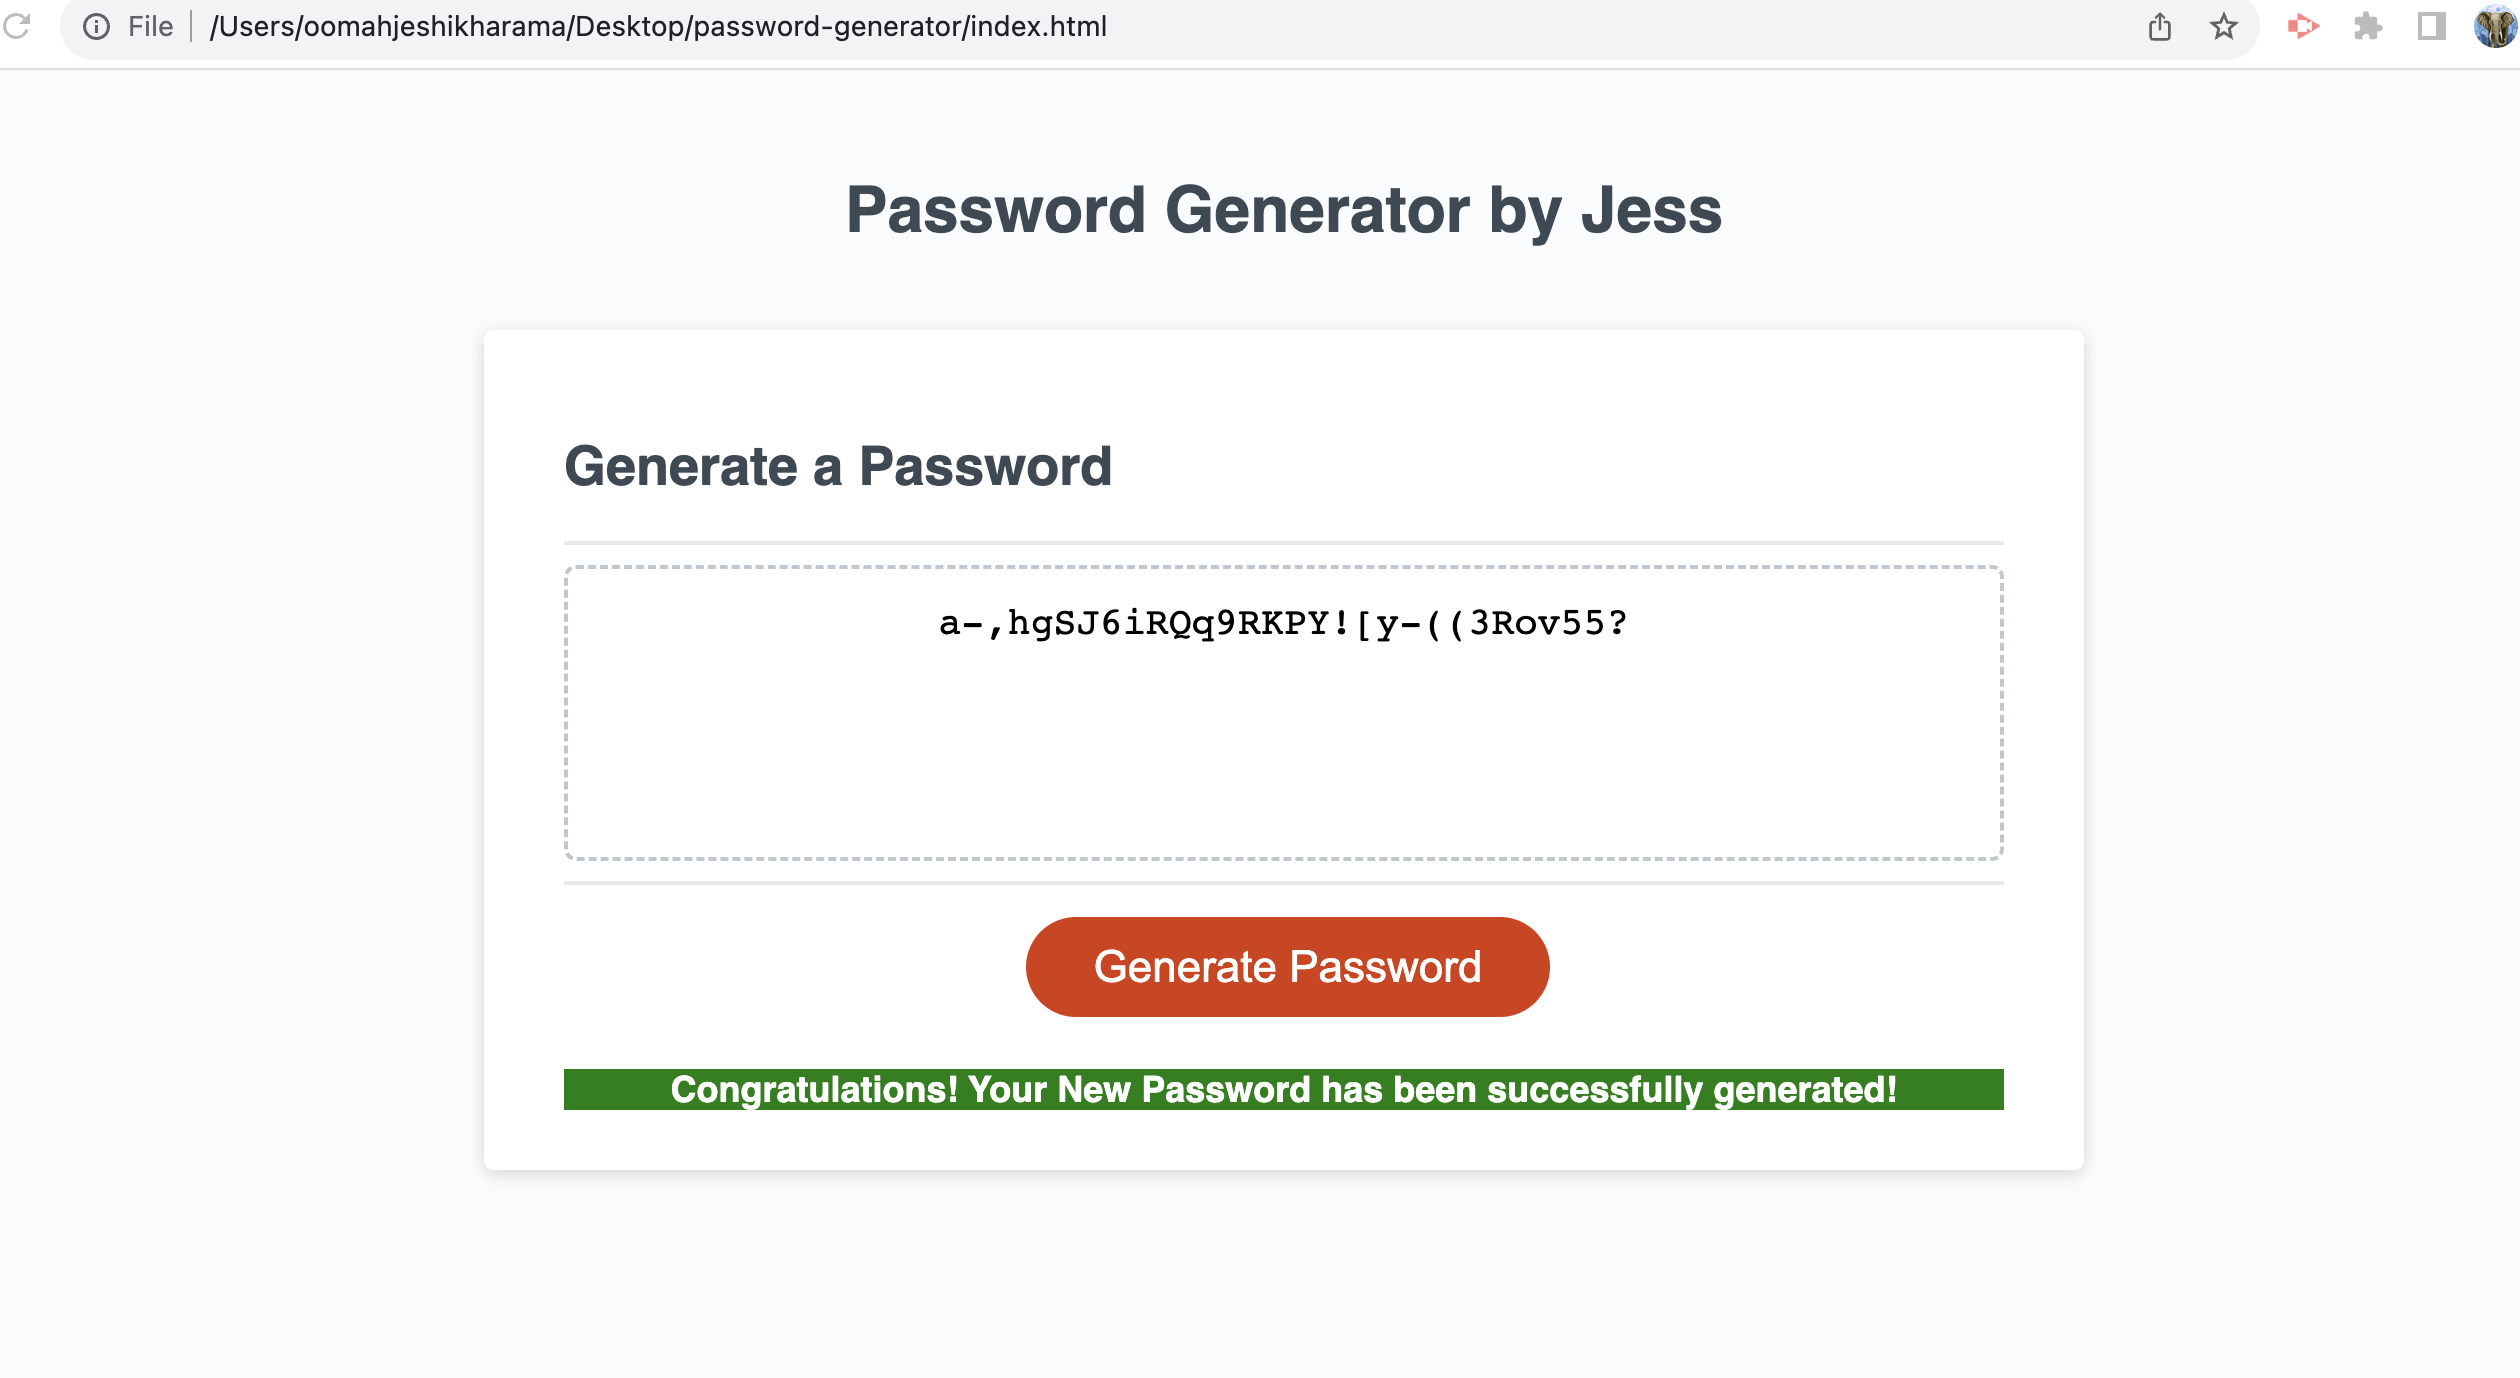 File /Users/oomahjeshikharama/Desktop/password-generator/index.html
Password Generator by Jess
Generate a Password
a-,hgSJ6iRQq9RKPY![y-((3Rov55?
Generate Password
Congratulations! Your New Password has been successfully generated!